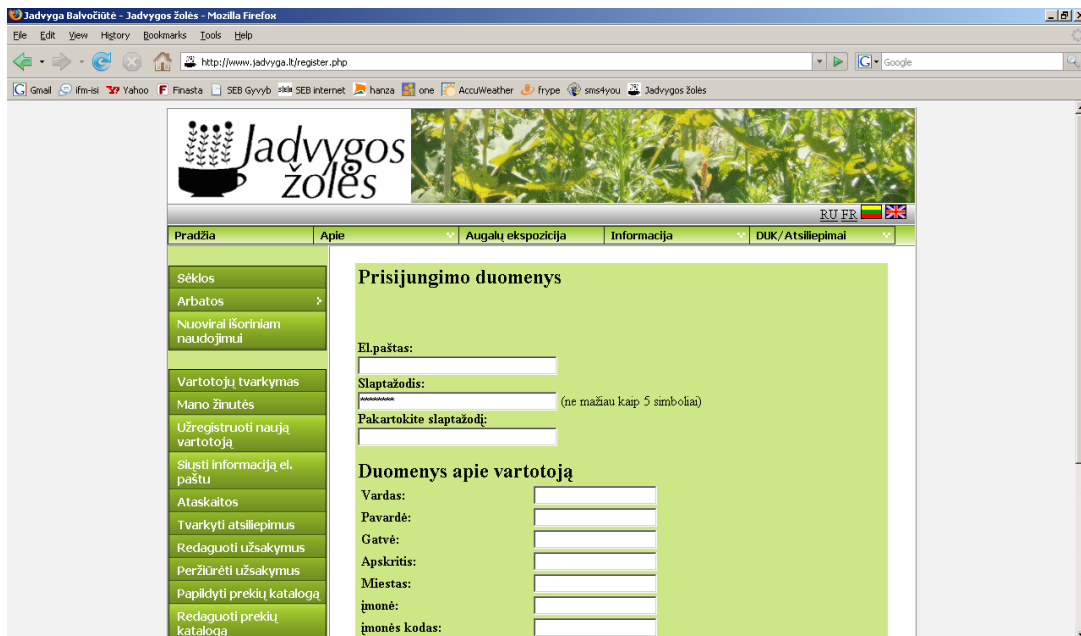 Jadvyga Balvočiūtė - Jadvygos žolės - Mozilla Firefox
File Edit View History Bookmarks Tools Help
http://www.jadvyga.lt/register.php
G Google
Gmail ifm-isi Yahoo Finasta SEB Gyvyb SEB internet hanza one AccuWeather frype sms4you Jadvygos žolės
Jadvygos
žolės
RU FR
Pradžia Apie Augalų ekspozicija Informacija DUK/Atsiliepimai
Sėklos
Arbatos
Nuovirai išoriniam
naudojimui
Vartotojų tvarkymas
Mano žinutės
Užregistruoti naują
vartotoją
Siųsti informaciją el.
paštu
Ataskaitos
Tvarkyti atsiliepimus
Redaguoti užsakymus
Peržiūrėti užsakymus
Papildyti prekių katalogą
Redaguoti prekių
katalogą
Prisijungimo duomenys
El.paštas:
Slaptažodis:
******** (ne mažiau kaip 5 simboliai)
Pakartokite slaptažodį:
Duomenys apie vartotoją
Vardas:
Pavardė:
Gatvė:
Apskritis:
Miestas:
įmonė:
įmonės kodas: